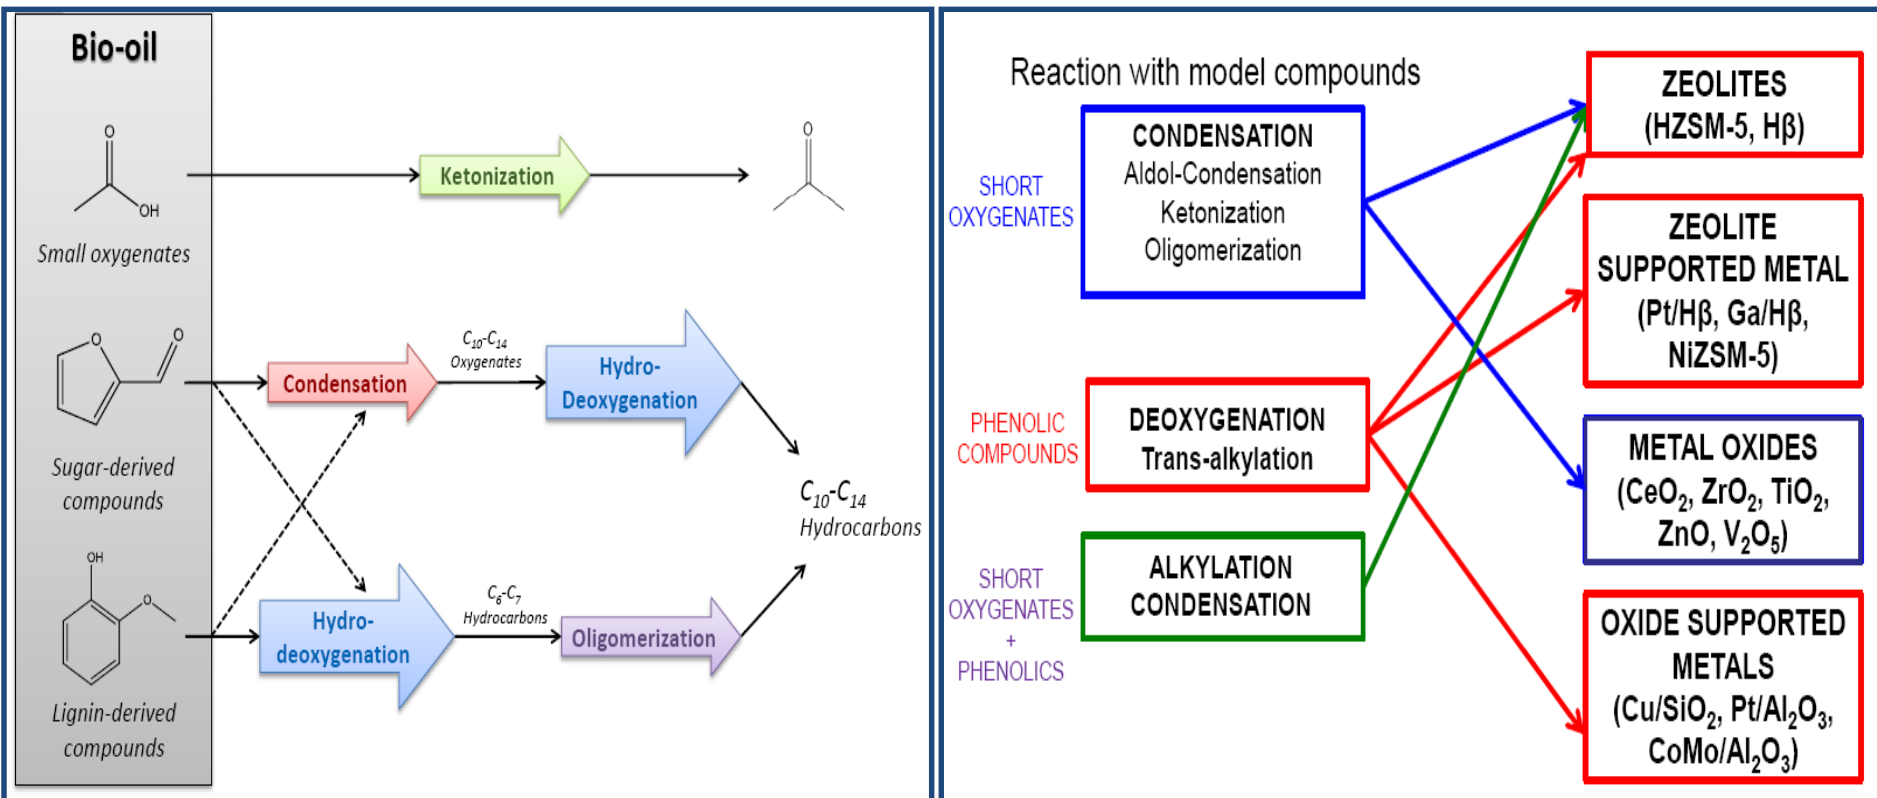 Bio-oil
O
OH
Small oxygenates
Ketonization
O
O
O
Sugar-derived
compounds
Condensation
C₁₀-C₁₄
Oxygenates
Hydro-
Deoxygenation
C₁₀-C₁₄
Hydrocarbons
OH
O
Lignin-derived
compounds
Hydro-
deoxygenation
C₆-C₇
Hydrocarbons
Oligomerization
Reaction with model compounds
SHORT
OXYGENATES
CONDENSATION
Aldol-Condensation
Ketonization
Oligomerization
PHENOLIC
COMPOUNDS
DEOXYGENATION
Trans-alkylation
SHORT
OXYGENATES
+
PHENOLICS
ALKYLATION
CONDENSATION
ZEOLITES
(HZSM-5, Hβ)
ZEOLITE
SUPPORTED METAL
(Pt/Hβ, Ga/Hβ,
NiZSM-5)
METAL OXIDES
(CeO₂, ZrO₂, TiO₂,
ZnO, V₂O₅)
OXIDE SUPPORTED
METALS
(Cu/SiO₂, Pt/Al₂O₃,
CoMo/Al₂O₃)